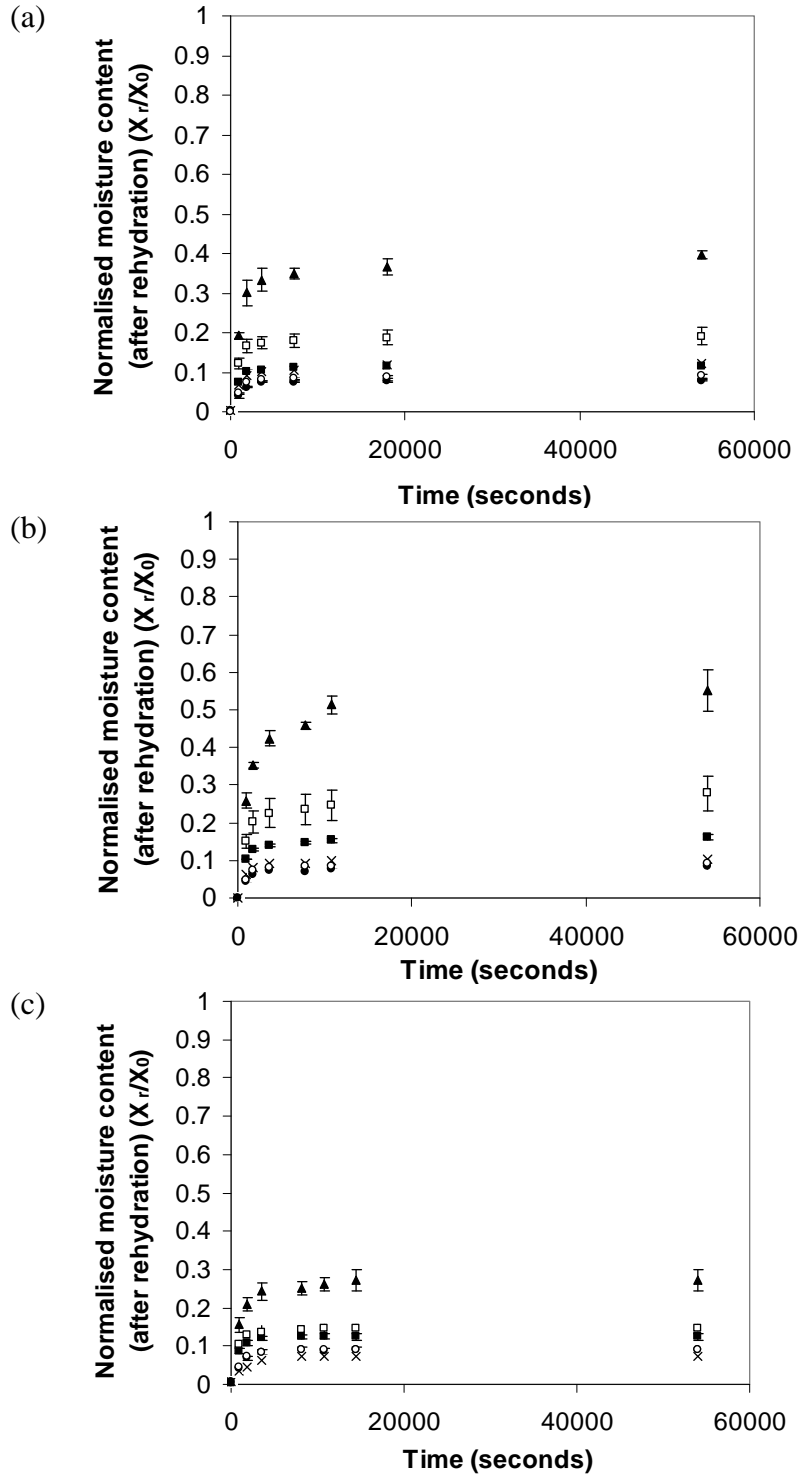 (a)
Normalised moisture content
(after rehydration) (Xr/X0)
1
0.9
0.8
0.7
0.6
0.5
0.4
0.3
0.2
0.1
0
0 20000 40000 60000
Time (seconds)
(b)
Normalised moisture content
(after rehydration) (Xr/X0)
1
0.9
0.8
0.7
0.6
0.5
0.4
0.3
0.2
0.1
0
0 20000 40000 60000
Time (seconds)
(c)
Normalised moisture content
(after rehydration) (Xr/X0)
1
0.9
0.8
0.7
0.6
0.5
0.4
0.3
0.2
0.1
0
0 20000 40000 60000
Time (seconds)